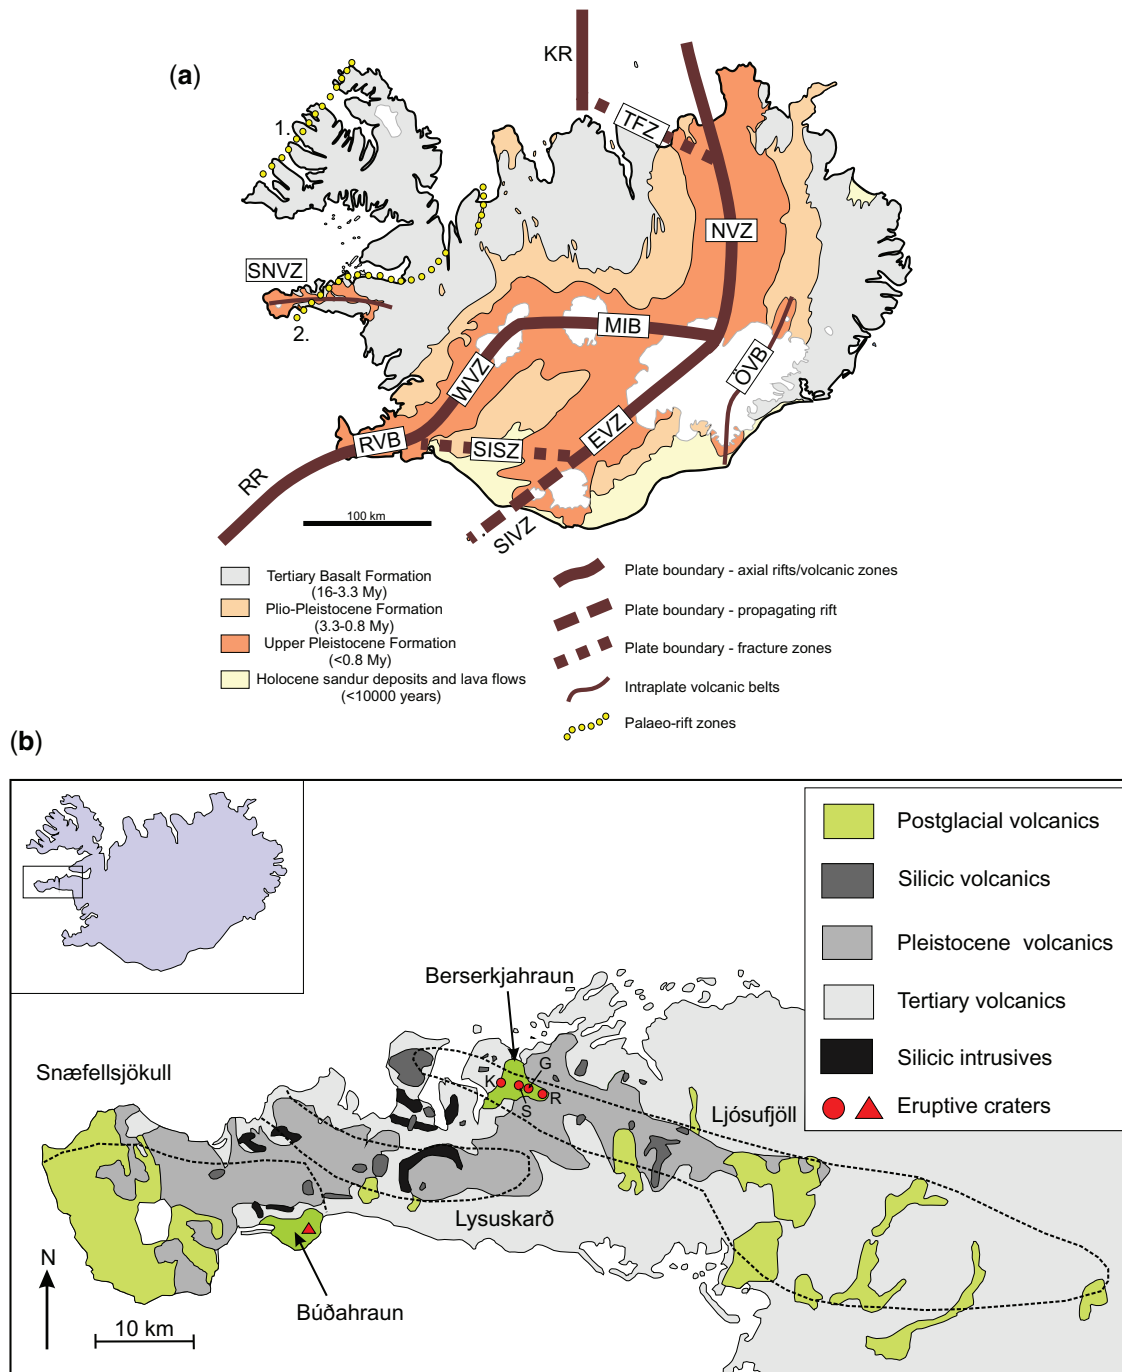 (a)
KR
TFZ
1.
NVZ
SNVZ
2.
MIB
WVZ
ÖVB
RVB
SISZ
EVZ
RR
SIVZ
100 km
Tertiary Basalt Formation
(16-3.3 My)
Plio-Pleistocene Formation
(3.3-0.8 My)
Upper Pleistocene Formation
(<0.8 My)
Holocene sandur deposits and lava flows
(<10000 years)
Plate boundary - axial rifts/volcanic zones
Plate boundary - propagating rift
Plate boundary - fracture zones
Intraplate volcanic belts
Palaeo-rift zones
(b)
Postglacial volcanics
Silicic volcanics
Pleistocene volcanics
Tertiary volcanics
Silicic intrusives
Eruptive craters
Berserkjahraun
Snæfellsjökull
K
G
R
S
Ljósufjöll
Lysuskarð
N
Búðahraun
10 km